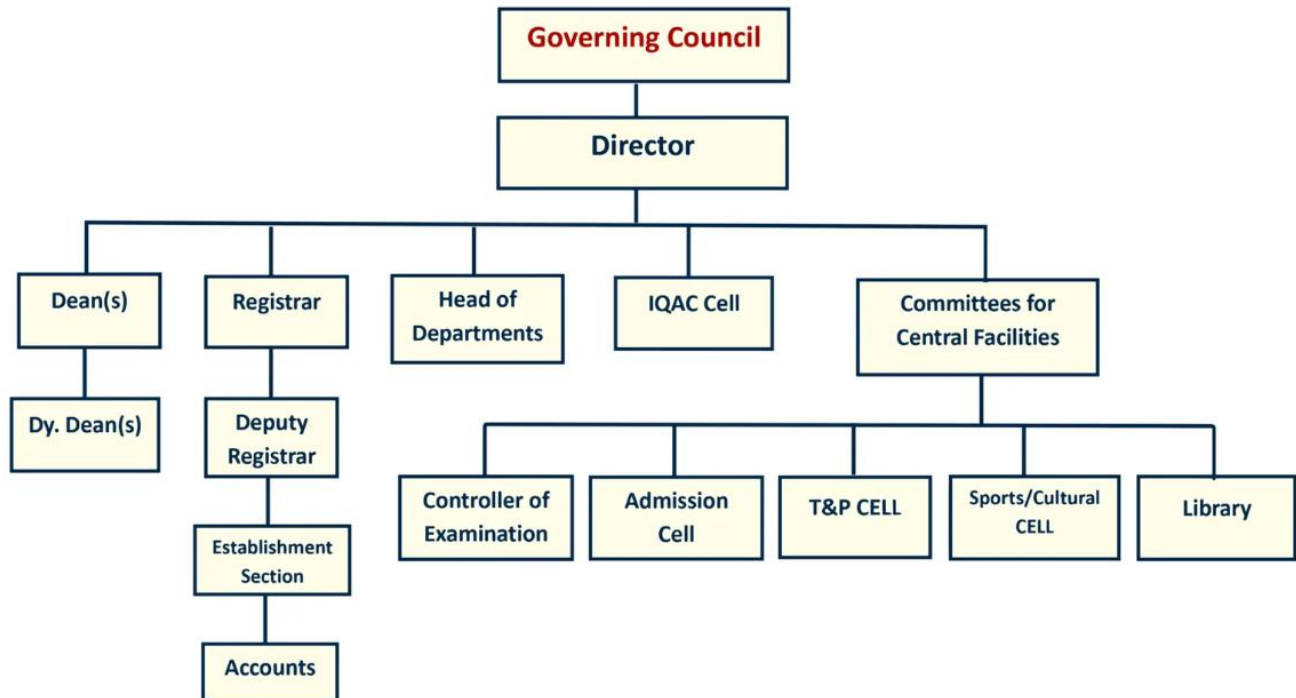 Governing Council
Director
Dean(s)
Registrar
Head of
Departments
IQAC Cell
Committees for
Central Facilities
Dy. Dean(s)
Deputy
Registrar
Controller of
Examination
Admission
Cell
T&P CELL
Sports/Cultural
CELL
Library
Establishment
Section
Accounts